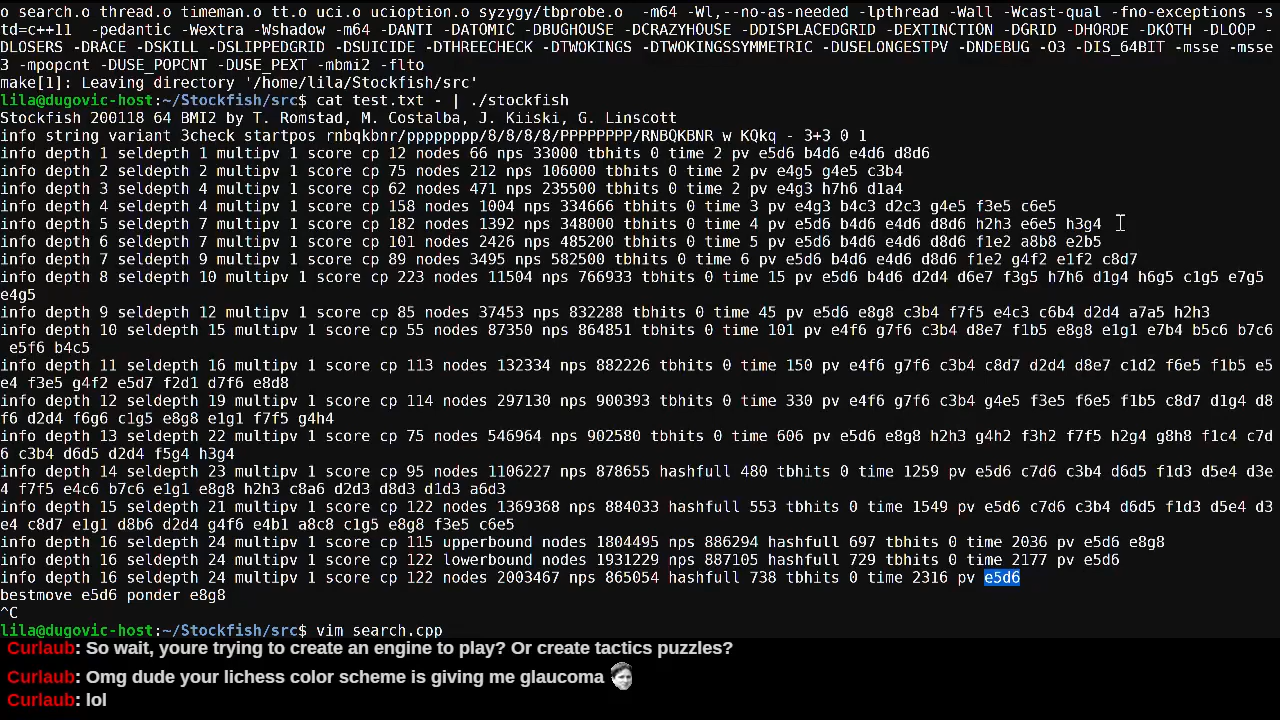 o search.o thread.o timeman.o tt.o uci.o ucioption.o syzygy/tbprobe.o  -m64 -Wl,--no-as-needed -lpthread -Wall -Wcast-qual -fno-exceptions -s
td=c++11  -pedantic -Wextra -Wshadow -m64 -DANTI -DATOMIC -DBUGHOUSE -DCRAZYHOUSE -DDISPLACEDGRID -DEXTINCTION -DGRID -DHORDE -DKOTH -DLOOP -
DLOSERS -DRACE -DSKILL -DSLIPPEDGRID -DSUICIDE -DTHREECHECK -DTWOKINGS -DTWOKINGSSYMMETRIC -DUSELONGESTPV -DNDEBUG -O3 -DIS_64BIT -msse -msse
3 -mpopcnt -DUSE_POPCNT -DUSE_PEXT -mbmi2 -flto
make[1]: Leaving directory '/home/lila/Stockfish/src'
lila@dugovic-host:~/Stockfish/src$ cat test.txt - | ./stockfish
Stockfish 200118 64 BMI2 by T. Romstad, M. Costalba, J. Kiiski, G. Linscott
info string variant 3check startpos rnbqkbnr/pppppppp/8/8/8/8/PPPPPPPP/RNBQKBNR w KQkq - 3+3 0 1
info depth 1 seldepth 1 multipv 1 score cp 12 nodes 66 nps 33000 tbhits 0 time 2 pv e5d6 b4d6 e4d6 d8d6
info depth 2 seldepth 2 multipv 1 score cp 75 nodes 212 nps 106000 tbhits 0 time 2 pv e4g5 g4e5 c3b4
info depth 3 seldepth 4 multipv 1 score cp 62 nodes 471 nps 235500 tbhits 0 time 2 pv e4g3 h7h6 d1a4
info depth 4 seldepth 4 multipv 1 score cp 158 nodes 1004 nps 334666 tbhits 0 time 3 pv e4g3 b4c3 d2c3 g4e5 f3e5 c6e5
info depth 5 seldepth 7 multipv 1 score cp 182 nodes 1392 nps 348000 tbhits 0 time 4 pv e5d6 b4d6 e4d6 d8d6 h2h3 e6e5 h3g4
info depth 6 seldepth 7 multipv 1 score cp 101 nodes 2426 nps 485200 tbhits 0 time 5 pv e5d6 b4d6 e4d6 d8d6 f1e2 a8b8 e2b5
info depth 7 seldepth 9 multipv 1 score cp 89 nodes 3495 nps 582500 tbhits 0 time 6 pv e5d6 b4d6 e4d6 d8d6 f1e2 g4f2 e1f2 c8d7
info depth 8 seldepth 10 multipv 1 score cp 223 nodes 11504 nps 766933 tbhits 0 time 15 pv e5d6 b4d6 d2d4 d6e7 f3g5 h7h6 d1g4 h6g5 c1g5 e7g5
e4g5
info depth 9 seldepth 12 multipv 1 score cp 85 nodes 37453 nps 832288 tbhits 0 time 45 pv e5d6 e8g8 c3b4 f7f5 e4c3 c6b4 d2d4 a7a5 h2h3
info depth 10 seldepth 15 multipv 1 score cp 55 nodes 87350 nps 864851 tbhits 0 time 101 pv e4f6 g7f6 c3b4 d8e7 f1b5 e8g8 e1g1 e7b4 b5c6 b7c6
 e5f6 b4c5
info depth 11 seldepth 16 multipv 1 score cp 113 nodes 132334 nps 882226 tbhits 0 time 150 pv e4f6 g7f6 c3b4 c8d7 d2d4 d8e7 c1d2 f6e5 f1b5 e5
e4 f3e5 g4f2 e5d7 f2d1 d7f6 e8d8
info depth 12 seldepth 19 multipv 1 score cp 114 nodes 297130 nps 900393 tbhits 0 time 330 pv e4f6 g7f6 c3b4 g4e5 f3e5 f6e5 f1b5 c8d7 d1g4 d8
f6 d2d4 f6g6 c1g5 e8g8 e1g1 f7f5 g4h4
info depth 13 seldepth 22 multipv 1 score cp 75 nodes 546964 nps 902580 tbhits 0 time 606 pv e5d6 e8g8 h2h3 g4h2 f3h2 f7f5 h2g4 g8h8 f1c4 c7d
6 c3b4 d6d5 d2d4 f5g4 h3g4
info depth 14 seldepth 23 multipv 1 score cp 95 nodes 1106227 nps 878655 hashfull 480 tbhits 0 time 1259 pv e5d6 c7d6 c3b4 d6d5 f1d3 d5e4 d3e
4 f7f5 e4c6 b7c6 e1g1 e8g8 h2h3 c8a6 d2d3 d8d3 d1d3 a6d3
info depth 15 seldepth 21 multipv 1 score cp 122 nodes 1369368 nps 884033 hashfull 553 tbhits 0 time 1549 pv e5d6 c7d6 c3b4 d6d5 f1d3 d5e4 d3
e4 c8d7 e1g1 d8b6 d2d4 g4f6 e4b1 a8c8 c1g5 e8g8 f3e5 c6e5
info depth 16 seldepth 24 multipv 1 score cp 115 upperbound nodes 1804495 nps 886294 hashfull 697 tbhits 0 time 2036 pv e5d6 e8g8
info depth 16 seldepth 24 multipv 1 score cp 122 lowerbound nodes 1931229 nps 887105 hashfull 729 tbhits 0 time 2177 pv e5d6
info depth 16 seldepth 24 multipv 1 score cp 122 nodes 2003467 nps 865054 hashfull 738 tbhits 0 time 2316 pv e5d6
bestmove e5d6 ponder e8g8
^C
lila@dugovic-host:~/Stockfish/src$ vim search.cpp
Curlaub: So wait, youre trying to create an engine to play? Or create tactics puzzles?
Curlaub: Omg dude your lichess color scheme is giving me glaucoma
Curlaub: lol